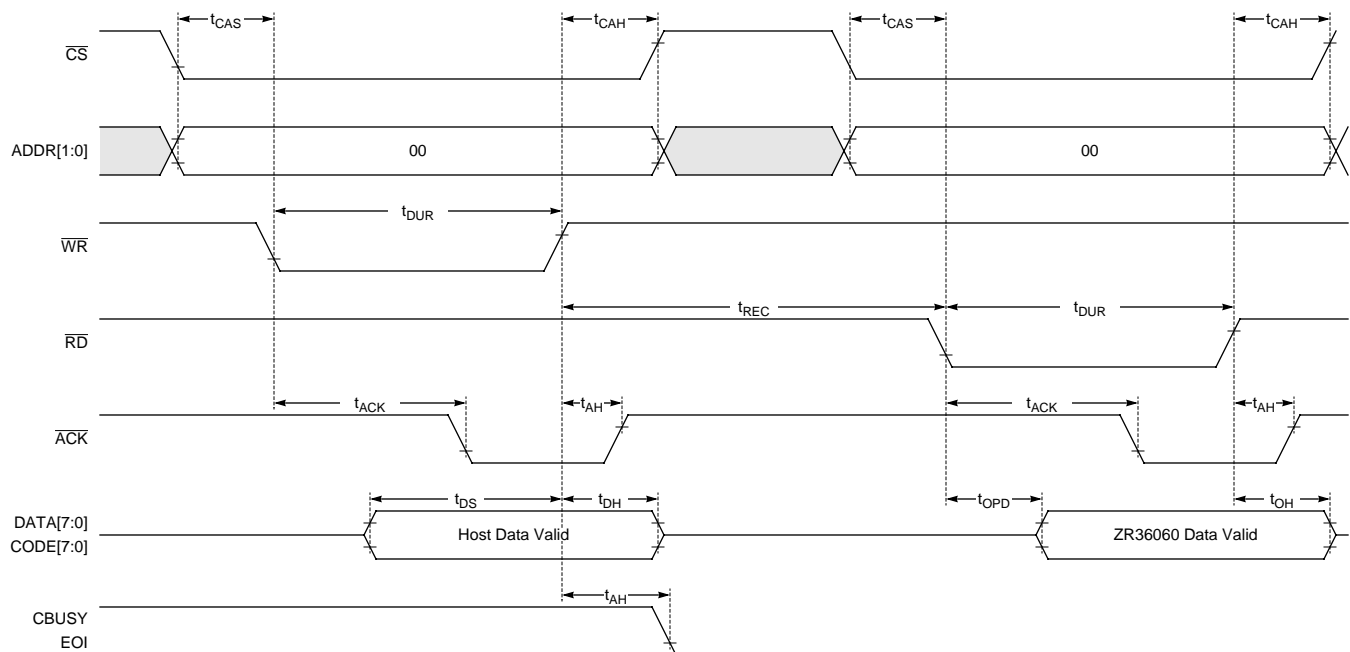 tCAS tCAH tCAS tCAH
CS
ADDR[1:0] 00 00
tDUR
WR
tREC tDUR
RD
tACK tAH tACK tAH
ACK
tDS tDH tOPD tOH
DATA[7:0]
CODE[7:0]
Host Data Valid ZR36060 Data Valid
tAH
CBUSY
EOI